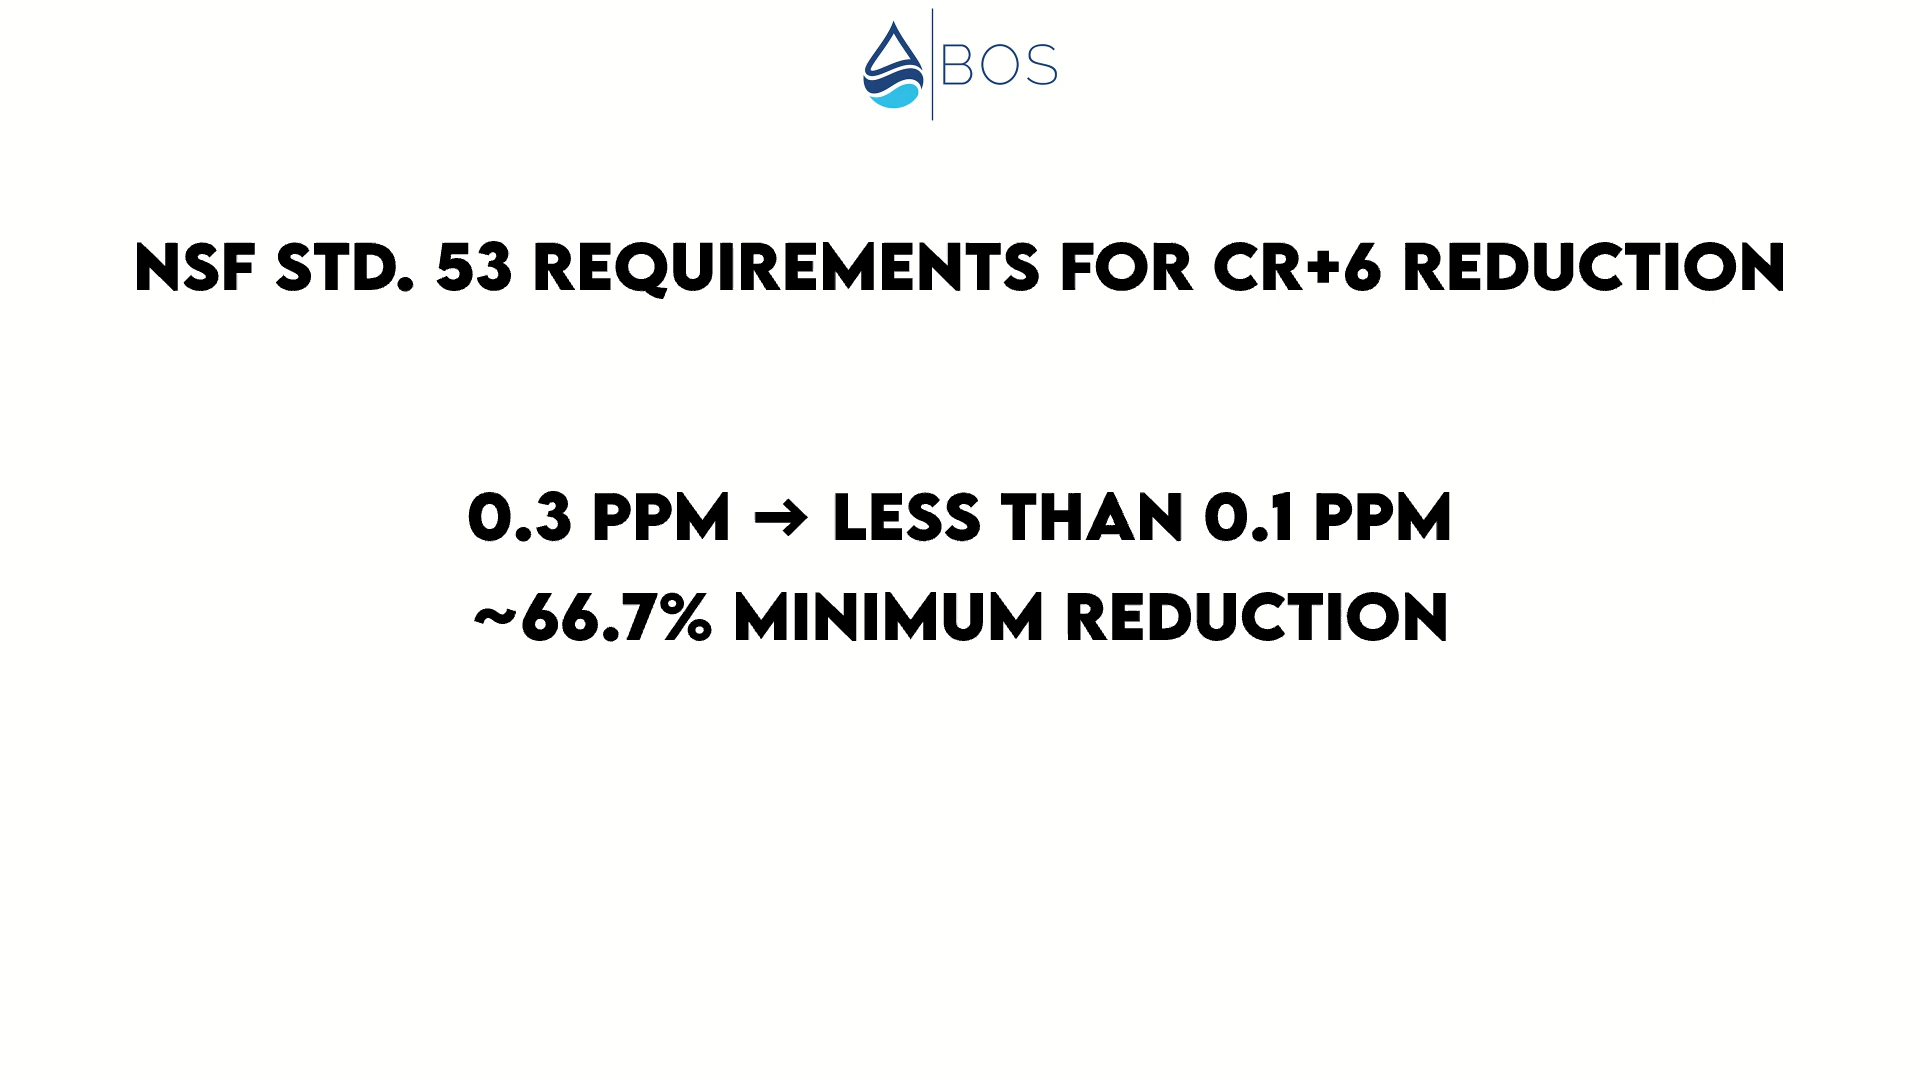 BOS
NSF STD. 53 REQUIREMENTS FOR CR+6 REDUCTION
0.3 PPM → LESS THAN 0.1 PPM
~66.7% MINIMUM REDUCTION